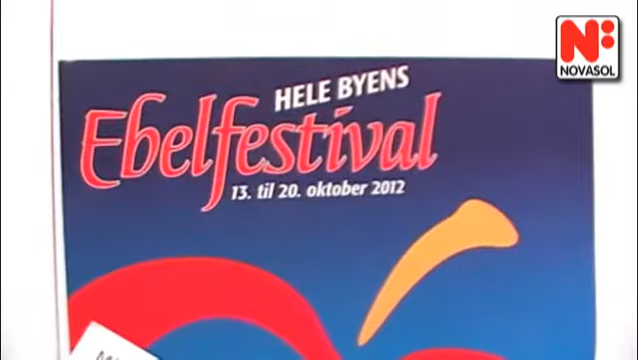 HELE BYENS
Ebelfestival
13. til 20. oktober 2012
N:
NOVASOL